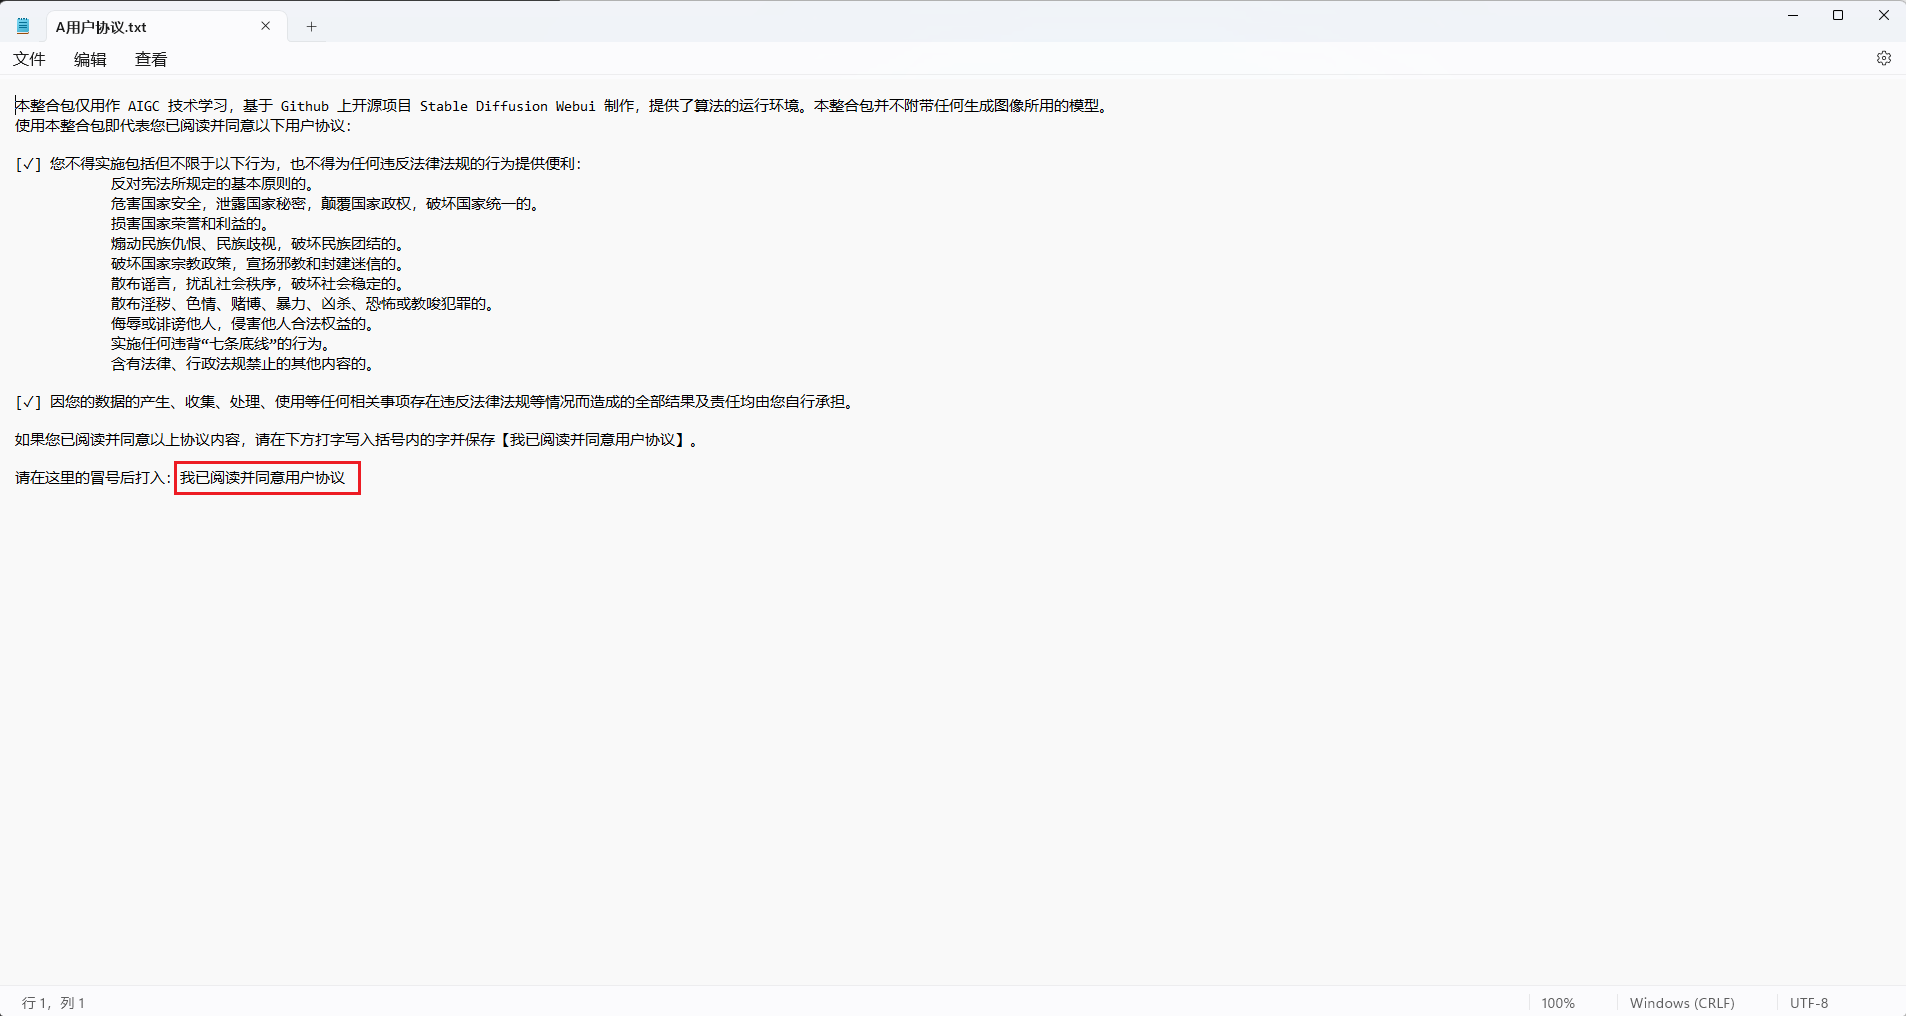 A用户协议.txt
文件 编辑 查看
本整合包仅用作 AIGC 技术学习，基于 Github 上开源项目 Stable Diffusion Webui 制作，提供了算法的运行环境。本整合包并不附带任何生成图像所用的模型。
使用本整合包即代表您已阅读并同意以下用户协议：
[✓] 您不得实施包括但不限于以下行为，也不得为任何违反法律法规的行为提供便利：
反对宪法所规定的基本原则的。
危害国家安全，泄露国家秘密，颠覆国家政权，破坏国家统一的。
损害国家荣誉和利益的。
煽动民族仇恨、民族歧视，破坏民族团结的。
破坏国家宗教政策，宣扬邪教和封建迷信的。
散布谣言，扰乱社会秩序，破坏社会稳定的。
散布淫秽、色情、赌博、暴力、凶杀、恐怖或教唆犯罪的。
侮辱或诽谤他人，侵害他人合法权益的。
实施任何违背“七条底线”的行为。
含有法律、行政法规禁止的其他内容的。
[✓] 因您的数据的产生、收集、处理、使用等任何相关事项存在违反法律法规等情况而造成的全部结果及责任均由您自行承担。
如果您已阅读并同意以上协议内容，请在下方打字写入括号内的字并保存【我已阅读并同意用户协议】。
请在这里的冒号后打入：我已阅读并同意用户协议
行 1，列 1 100% Windows (CRLF) UTF-8